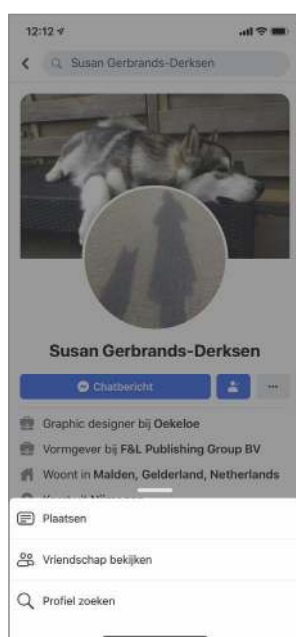 12:12
Susan Gerbrands-Derksen
Susan Gerbrands-Derksen
Chatbericht
Graphic designer bij Oekeloe
Vormgever bij F&L Publishing Group BV
Woont in Malden, Gelderland, Netherlands
Plaatsen
Vriendschap bekijken
Profiel zoeken